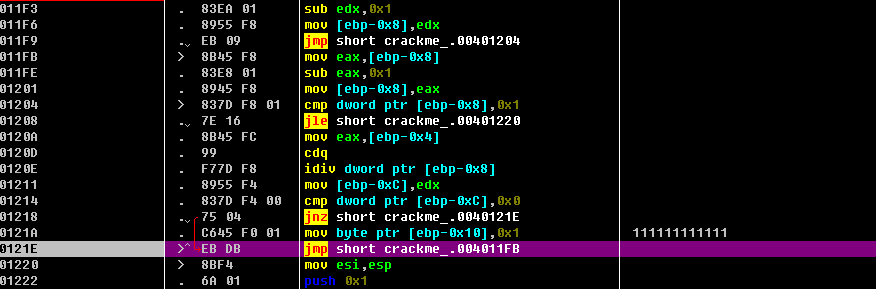 011F3 . 83EA 01 sub edx,0x1
011F6 . 8955 F8 mov [ebp-0x8],edx
011F9 . EB 09 jmp short crackme_.00401204
011FB > 8B45 F8 mov eax,[ebp-0x8]
011FE . 83E8 01 sub eax,0x1
01201 . 8945 F8 mov [ebp-0x8],eax
01204 > 837D F8 01 cmp dword ptr [ebp-0x8],0x1
01208 . 7E 16 jle short crackme_.00401220
0120A . 8B45 FC mov eax,[ebp-0x4]
0120D . 99 cdq
0120E . F77D F8 idiv dword ptr [ebp-0x8]
01211 . 8955 F4 mov [ebp-0xC],edx
01214 . 837D F4 00 cmp dword ptr [ebp-0xC],0x0
01218 . 75 04 jnz short crackme_.0040121E
0121A . C645 F0 01 mov byte ptr [ebp-0x10],0x1 111111111111
0121E > EB DB jmp short crackme_.004011FB
01220 > 8BF4 mov esi,esp
01222 . 6A 01 push 0x1